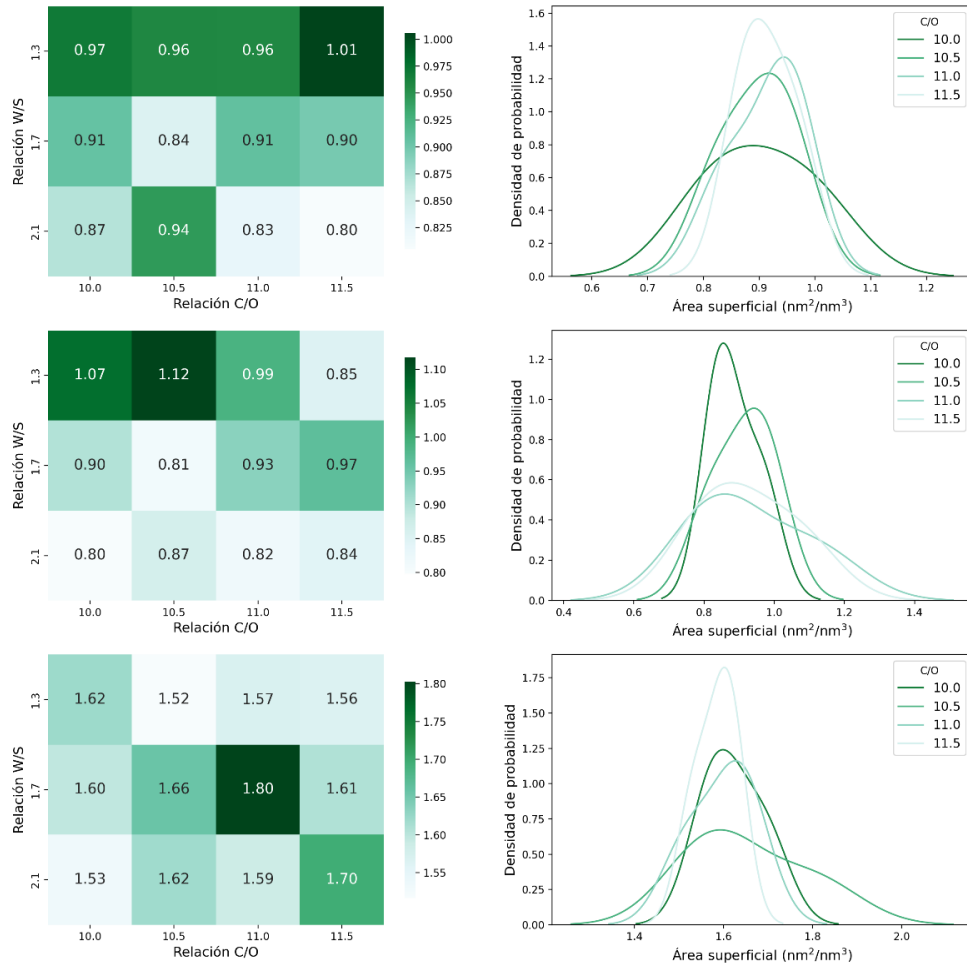 1.3
1.7
2.1
Relación W/S
0.97 0.96 0.96 1.01
0.91 0.84 0.91 0.90
0.87 0.94 0.83 0.80
10.0 10.5 11.0 11.5
Relación C/O
1.000
0.975
0.950
0.925
0.900
0.875
0.850
0.825
Densidad de probabilidad
1.6
1.4
1.2
1.0
0.8
0.6
0.4
0.2
0.0
C/O
10.0
10.5
11.0
11.5
0.6 0.7 0.8 0.9 1.0 1.1 1.2
Área superficial (nm²/nm³)
1.3
1.7
2.1
Relación W/S
1.07 1.12 0.99 0.85
0.90 0.81 0.93 0.97
0.80 0.87 0.82 0.84
10.0 10.5 11.0 11.5
Relación C/O
1.10
1.05
1.00
0.95
0.90
0.85
0.80
Densidad de probabilidad
1.2
1.0
0.8
0.6
0.4
0.2
0.0
C/O
10.0
10.5
11.0
11.5
0.4 0.6 0.8 1.0 1.2 1.4
Área superficial (nm²/nm³)
1.3
1.7
2.1
Relación W/S
1.62 1.52 1.57 1.56
1.60 1.66 1.80 1.61
1.53 1.62 1.59 1.70
10.0 10.5 11.0 11.5
Relación C/O
1.80
1.75
1.70
1.65
1.60
1.55
Densidad de probabilidad
1.75
1.50
1.25
1.00
0.75
0.50
0.25
0.00
C/O
10.0
10.5
11.0
11.5
1.4 1.6 1.8 2.0
Área superficial (nm²/nm³)